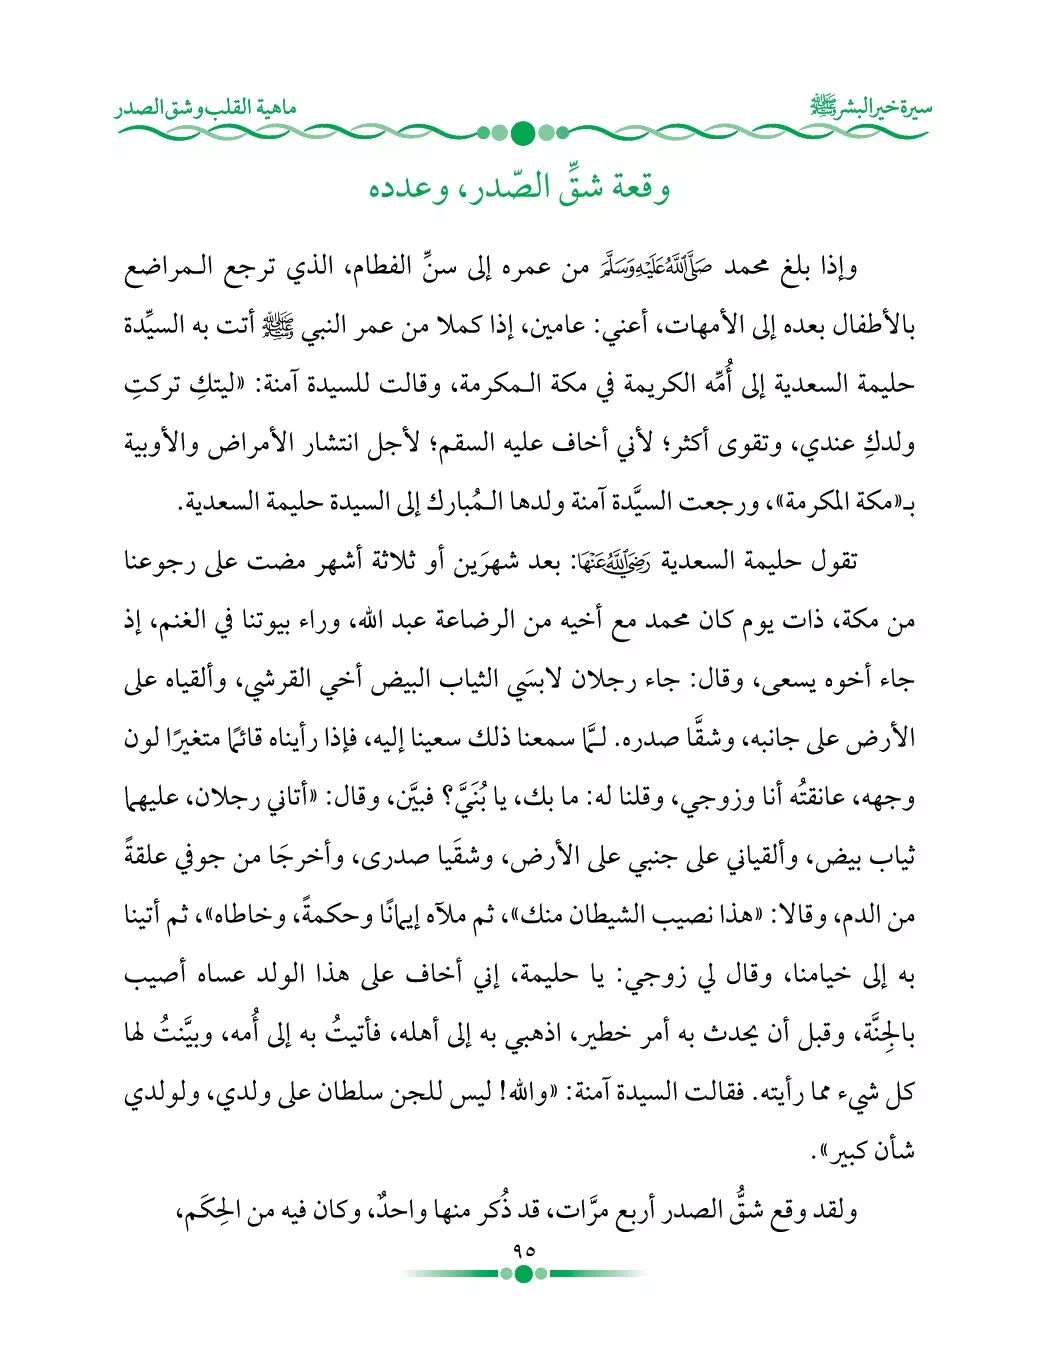 سيرة خير البشر ﷺ
ماهية القلب وشق الصدر
وقعة شقِّ الصّدر، وعدده
وإذا بلغ محمد صَلَّى اللَّهُ عَلَيْهِ وَسَلَّمَ من عمره إلى سنِّ الفطام، الذي ترجع الـمراضع
بالأطفال بعده إلى الأمهات، أعني: عامين، إذا كملا من عمر النبي ﷺ أتت به السيِّدة
حليمة السعدية إلى أُمِّه الكريمة في مكة الـمكرمة، وقالت للسيدة آمنة: «ليتكِ تركتِ
ولدكِ عندي، وتقوى أكثر؛ لأني أخاف عليه السقم؛ لأجل انتشار الأمراض والأوبية
بـ«مكة المكرمة»، ورجعت السيَّدة آمنة ولدها الـمُبارك إلى السيدة حليمة السعدية.
تقول حليمة السعدية رَضِيَ اللَّهُ عَنْهَا: بعد شهرَين أو ثلاثة أشهر مضت على رجوعنا
من مكة، ذات يوم كان محمد مع أخيه من الرضاعة عبد الله، وراء بيوتنا في الغنم، إذ
جاء أخوه يسعى، وقال: جاء رجلان لابسَي الثياب البيض أخي القرشي، وألقياه على
الأرض على جانبه، وشقَّا صدره. لـمَّا سمعنا ذلك سعينا إليه، فإذا رأيناه قائمًا متغيرًا لون
وجهه، عانقتُه أنا وزوجي، وقلنا له: ما بك، يا بُنَيَّ؟ فبيَّن، وقال: «أتاني رجلان، عليهما
ثياب بيض، وألقياني على جنبي على الأرض، وشقَيا صدرى، وأخرجَا من جوفي علقةً
من الدم، وقالا: «هذا نصيب الشيطان منك»، ثم ملآه إيمانًا وحكمةً، وخاطاه»، ثم أتينا
به إلى خيامنا، وقال لي زوجي: يا حليمة، إني أخاف على هذا الولد عساه أصيب
بالجِنَّة، وقبل أن يحدث به أمر خطير، اذهبي به إلى أهله، فأتيتُ به إلى أُمه، وبيَّنتُ لها
كل شيء مما رأيته. فقالت السيدة آمنة: «والله! ليس للجن سلطان على ولدي، ولولدي
شأن كبير».
ولقد وقع شقُّ الصدر أربع مرَّات، قد ذُكر منها واحدٌ، وكان فيه من الحِكَم،
٩٥